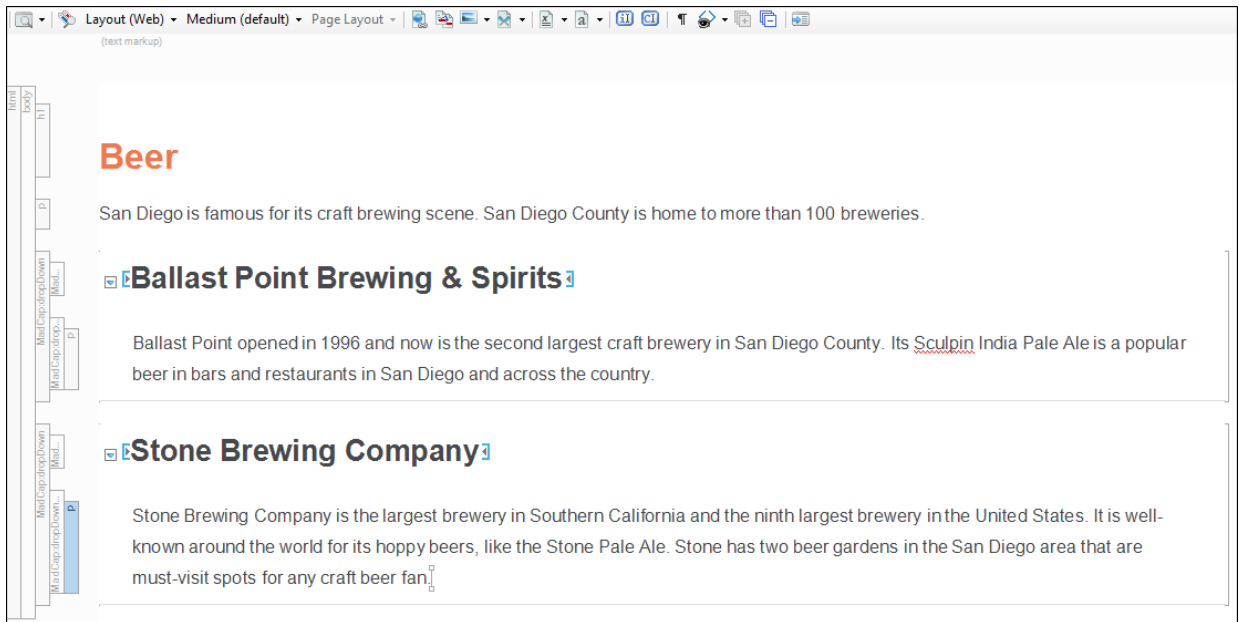 Layout (Web) Medium (default) Page Layout
(text markup)
html
body
h1
Beer
p
San Diego is famous for its craft brewing scene. San Diego County is home to more than 100 breweries.
MadCap:dropDown
Mad...
Ballast Point Brewing & Spirits
MadCap:drop...
p
Ballast Point opened in 1996 and now is the second largest craft brewery in San Diego County. Its Sculpin India Pale Ale is a popular
beer in bars and restaurants in San Diego and across the country.
MadCap:dropDown
Mad...
Stone Brewing Company
MadCap:dropDown...
p
Stone Brewing Company is the largest brewery in Southern California and the ninth largest brewery in the United States. It is well-
known around the world for its hoppy beers, like the Stone Pale Ale. Stone has two beer gardens in the San Diego area that are
must-visit spots for any craft beer fan.